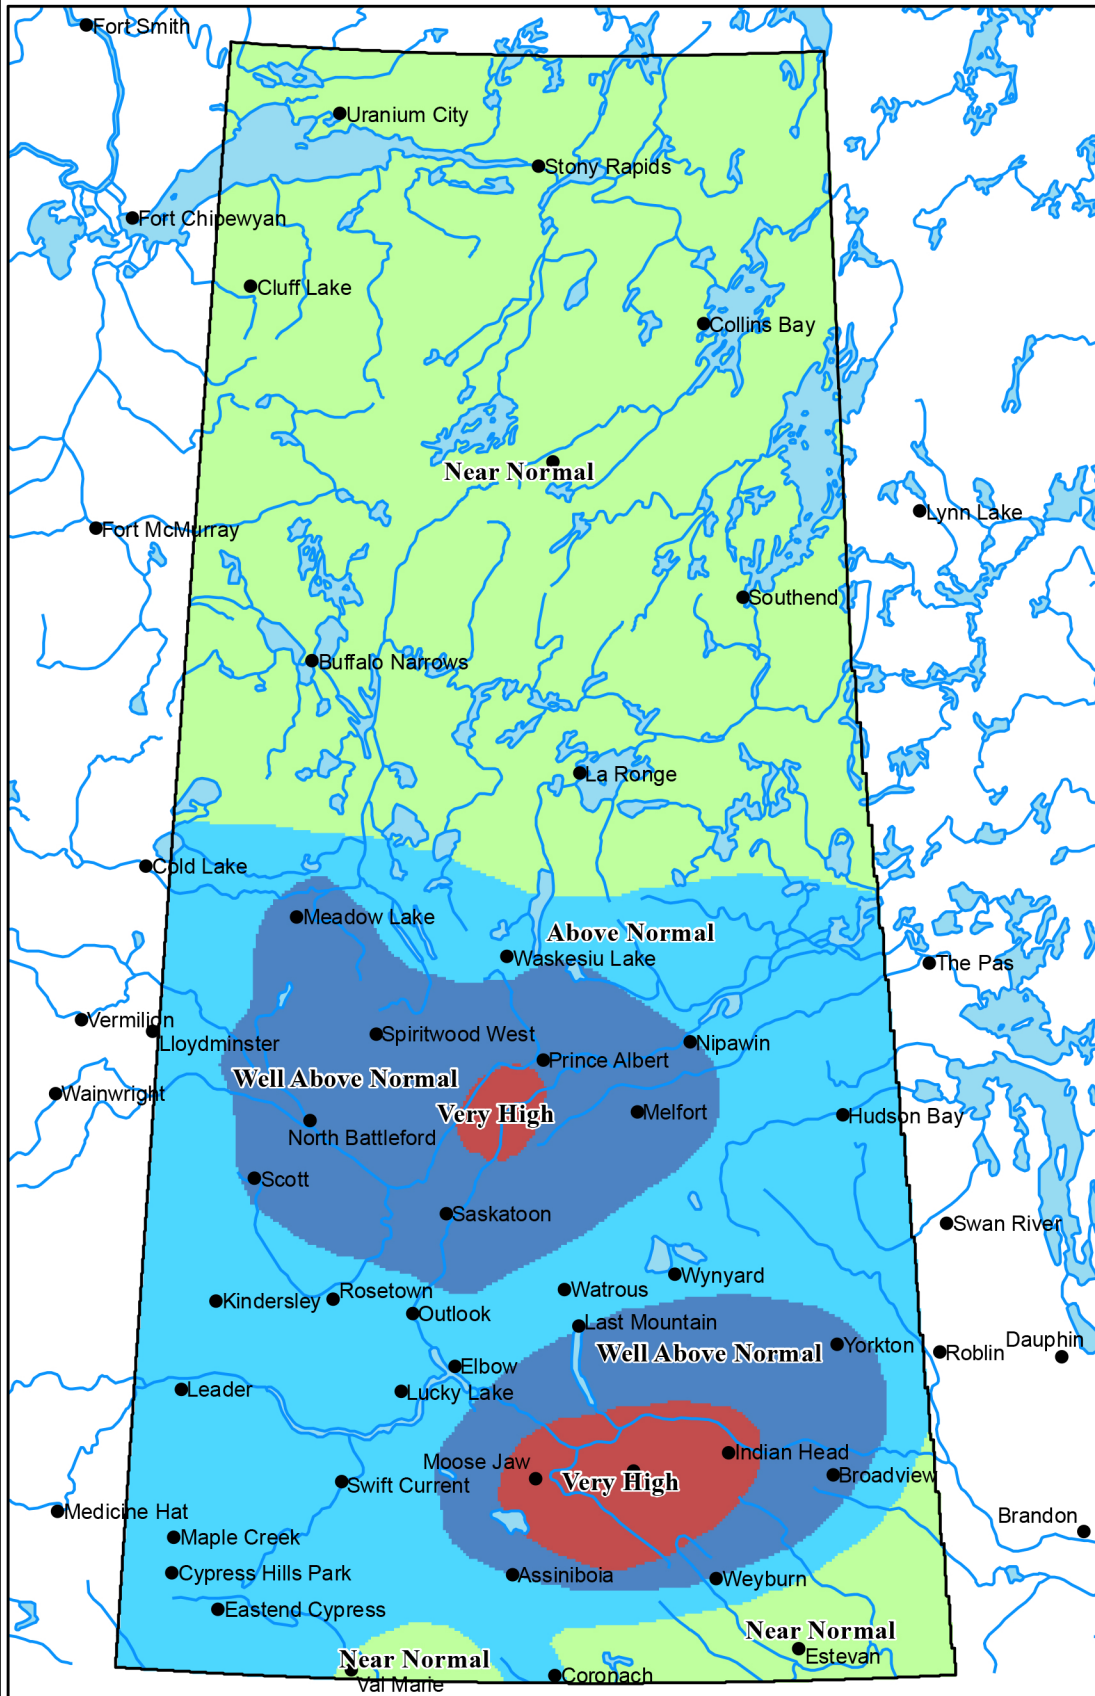 Fort Smith
Uranium City
Stony Rapids
Fort Chipewyan
Cluff Lake
Collins Bay
Near Normal
Lynn Lake
Fort McMurray
Southend
Buffalo Narrows
La Ronge
Cold Lake
Meadow Lake
Above Normal
Waskesiu Lake
The Pas
Vermilion
Lloydminster
Spiritwood West
Nipawin
Prince Albert
Well Above Normal
Wainwright
Very High
Melfort
Hudson Bay
North Battleford
Scott
Saskatoon
Swan River
Wynyard
Watrous
Rosetown
Kindersley
Outlook
Last Mountain
Yorkton
Roblin
Dauphin
Well Above Normal
Elbow
Leader
Lucky Lake
Indian Head
Moose Jaw
Broadview
Very High
Swift Current
Medicine Hat
Brandon
Maple Creek
Cypress Hills Park
Assiniboia
Weyburn
Eastend Cypress
Near Normal
Estevan
Near Normal
Coronach
Val Marie